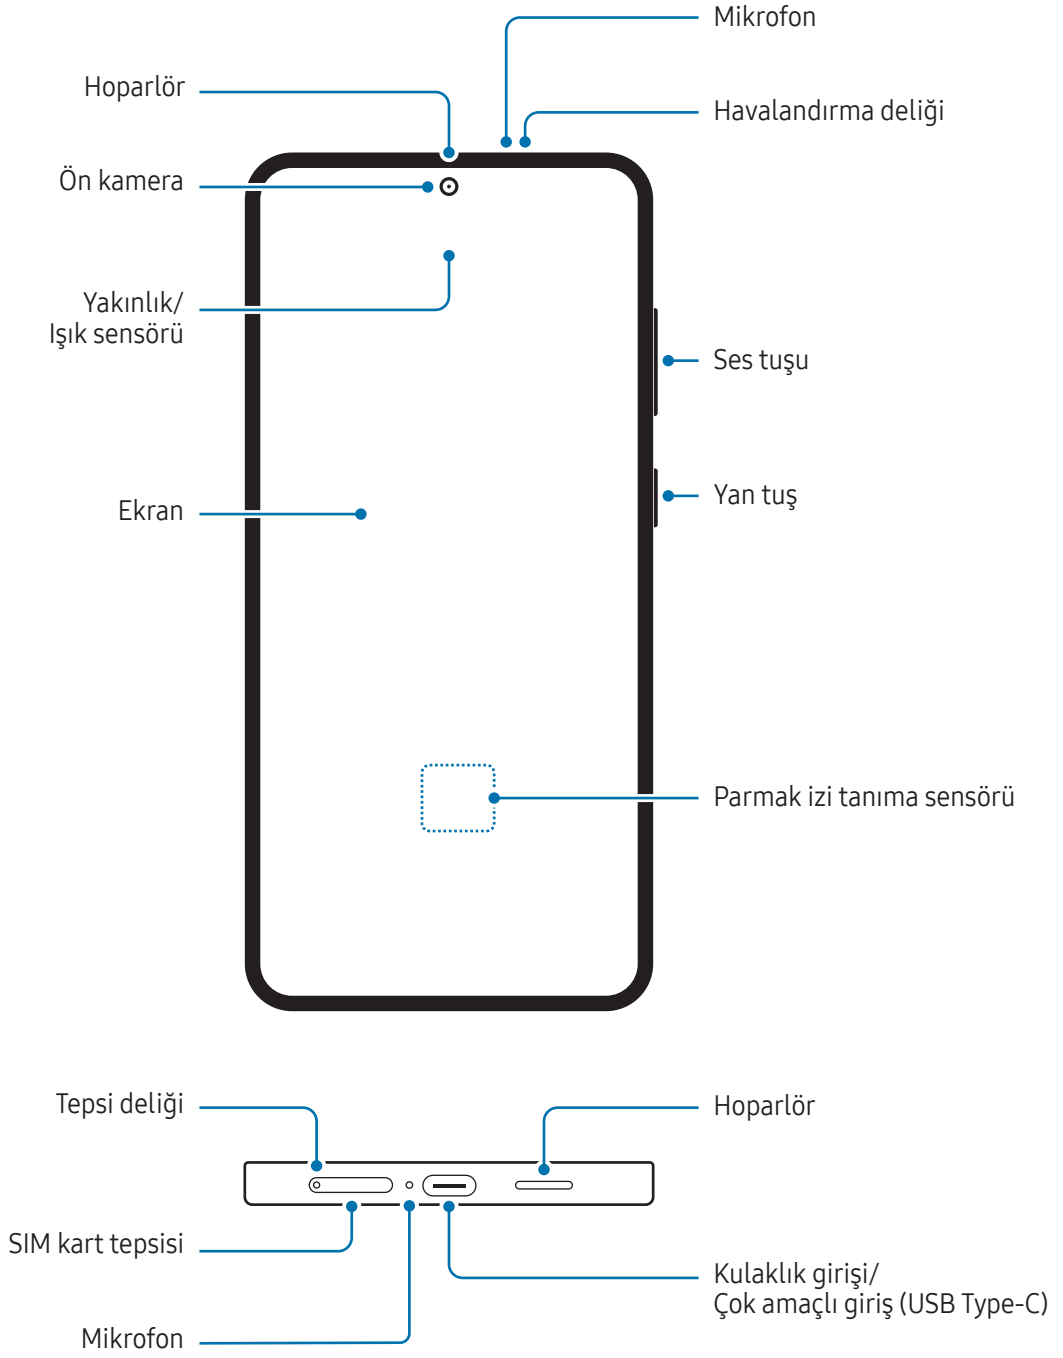 Mikrofon
Hoparlör
Havalandırma deliği
Ön kamera
Yakınlık/
Işık sensörü
Ses tuşu
Yan tuş
Ekran
Parmak izi tanıma sensörü
Tepsi deliği
Hoparlör
SIM kart tepsisi
Kulaklık girişi/
Çok amaçlı giriş (USB Type-C)
Mikrofon